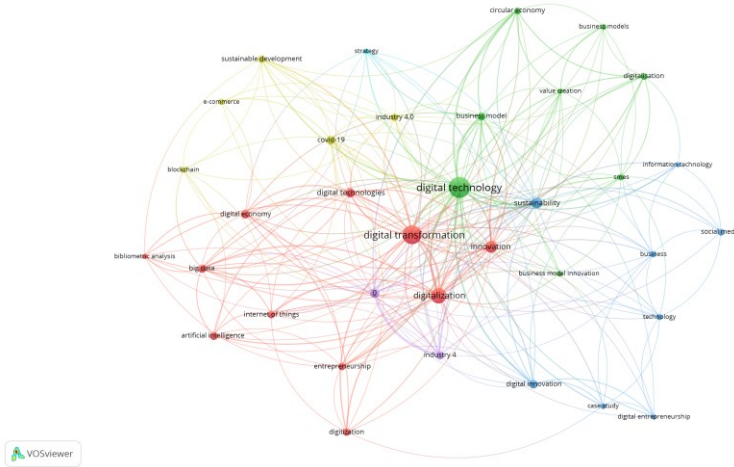 circular economy
business models
strategy
sustainable development
digitalisation
value creation
e-commerce
industry 4.0
business model
covid-19
information technology
blockchain
smes
digital technology
digital technologies
sustainability
digital economy
social med
digital transformation
innovation
business
bibliometric analysis
big data
business model innovation
.0
digitalization
internet of things
technology
artificial intelligence
industry 4
entrepreneurship
digital innovation
case study
digital entrepreneurship
digitization
VOSviewer